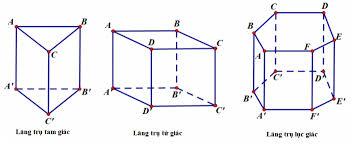 A B C A' B' C'
Lăng trụ tam giác
A B C D A' B' C' D'
Lăng trụ tứ giác
A B C D E F A' B' C' D' E' F'
Lăng trụ lục giác